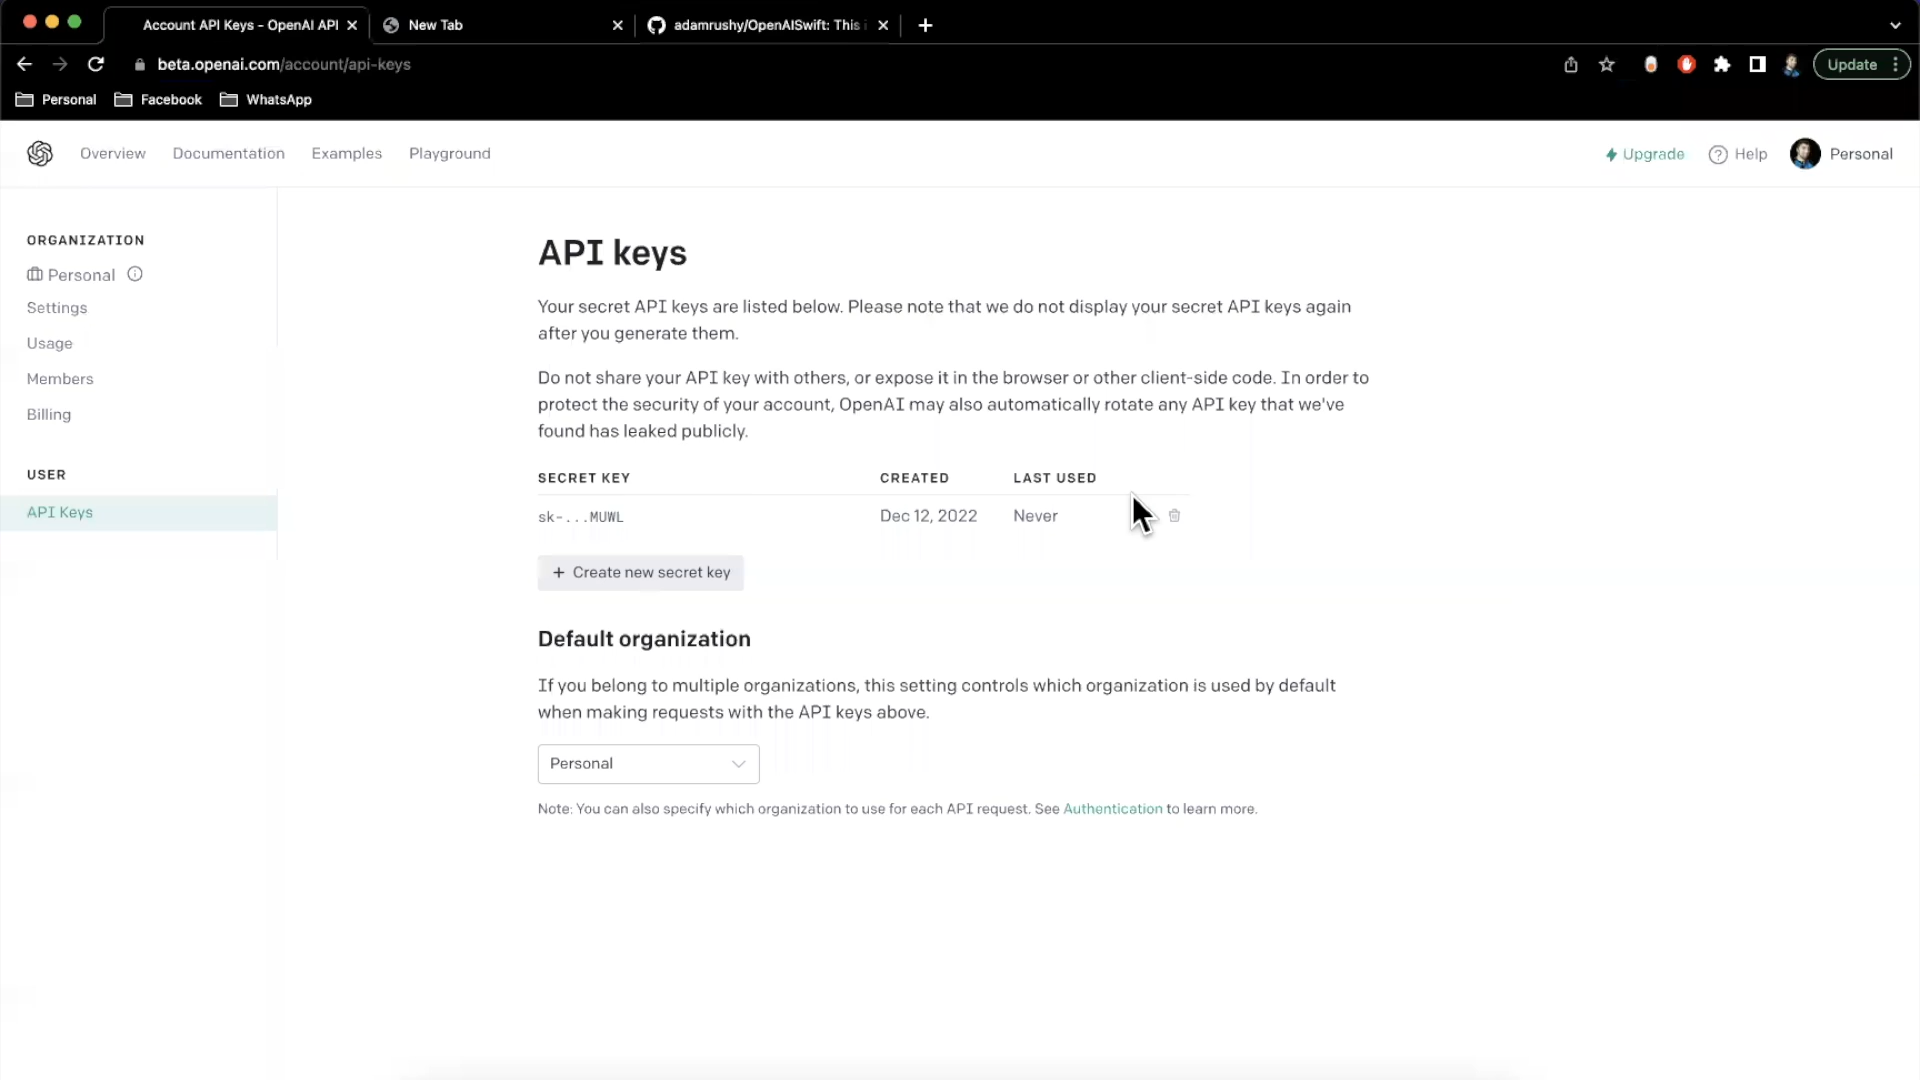 Account API Keys - OpenAI API
New Tab
adamrushy/OpenAISwift: This
beta.openai.com/account/api-keys
Update
Personal
Facebook
WhatsApp
Overview
Documentation
Examples
Playground
Upgrade
Help
Personal
ORGANIZATION
Personal
Settings
Usage
Members
Billing
USER
API Keys
API keys
Your secret API keys are listed below. Please note that we do not display your secret API keys again
after you generate them.
Do not share your API key with others, or expose it in the browser or other client-side code. In order to
protect the security of your account, OpenAI may also automatically rotate any API key that we've
found has leaked publicly.
SECRET KEY CREATED LAST USED
sk-...MUWL Dec 12, 2022 Never
+ Create new secret key
Default organization
If you belong to multiple organizations, this setting controls which organization is used by default
when making requests with the API keys above.
Personal
Note: You can also specify which organization to use for each API request. See Authentication to learn more.